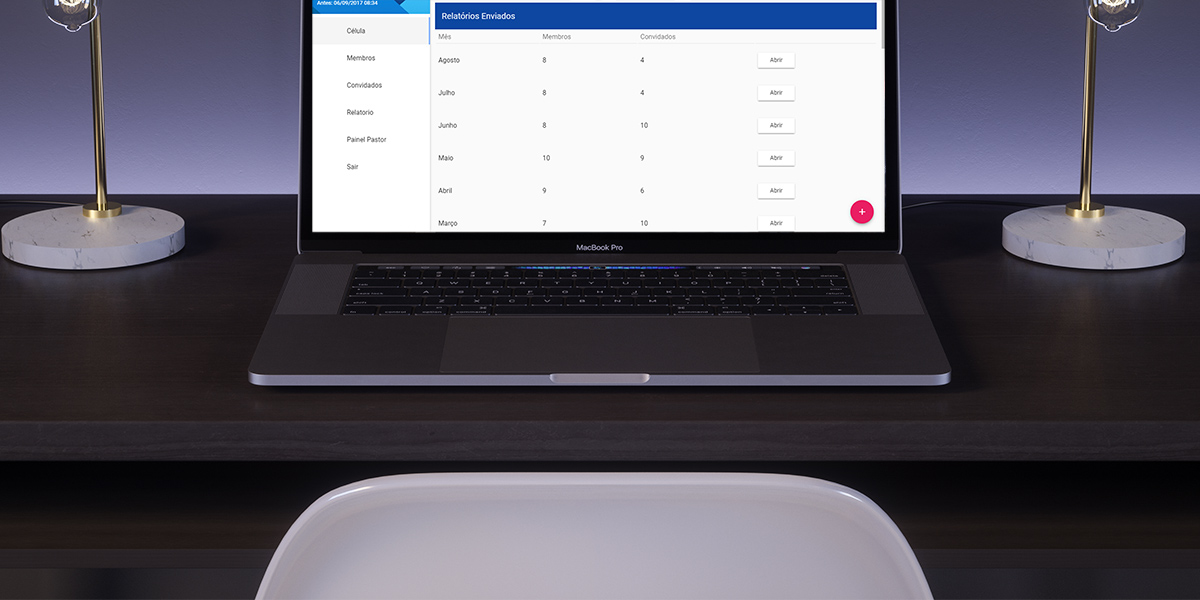 Antes: 06/09/2017 08:34
Célula
Membros
Convidados
Relatorio
Painel Pastor
Sair
Relatórios Enviados
Mês Membros Convidados
Agosto 8 4 Abrir
Julho 8 4 Abrir
Junho 8 10 Abrir
Maio 10 9 Abrir
Abril 9 6 Abrir
Março 7 10 Abrir
+
MacBook Pro
Q W E R T Y U I O P
A S D F G H J K L
Z X C V B N M